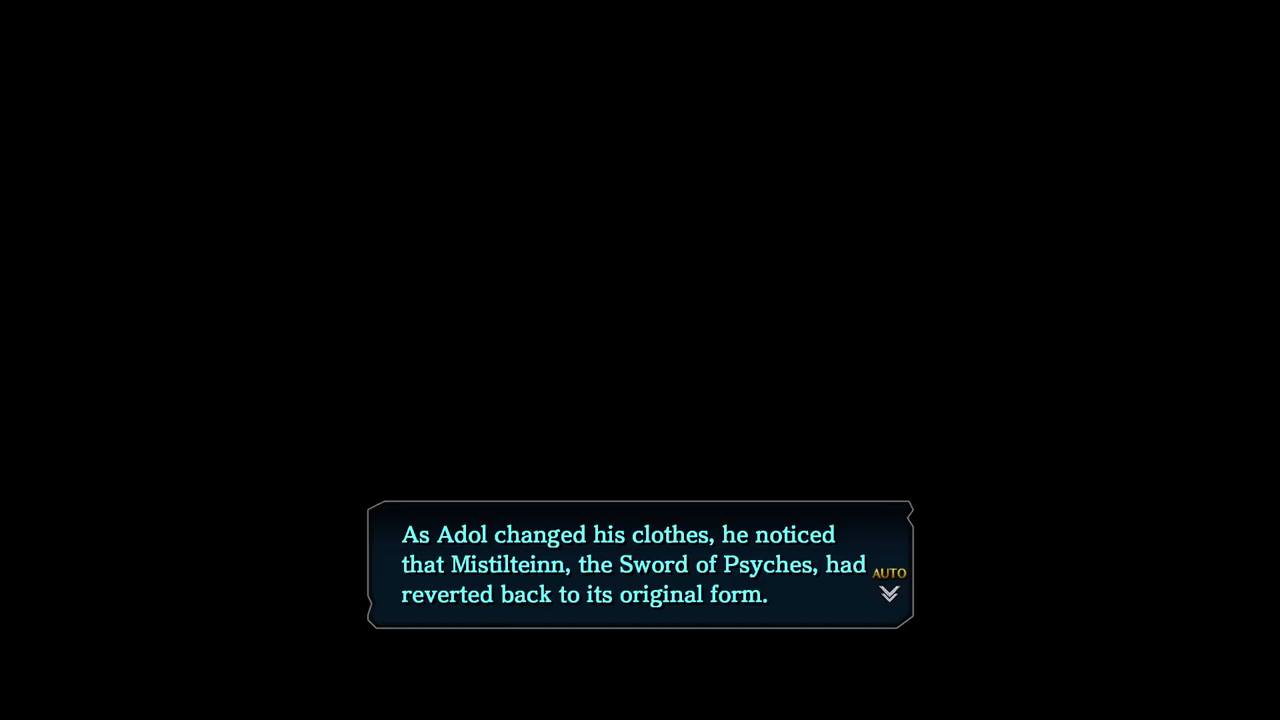 As Adol changed his clothes, he noticed
that Mistilteinn, the Sword of Psyches, had
AUTO
reverted back to its original form.